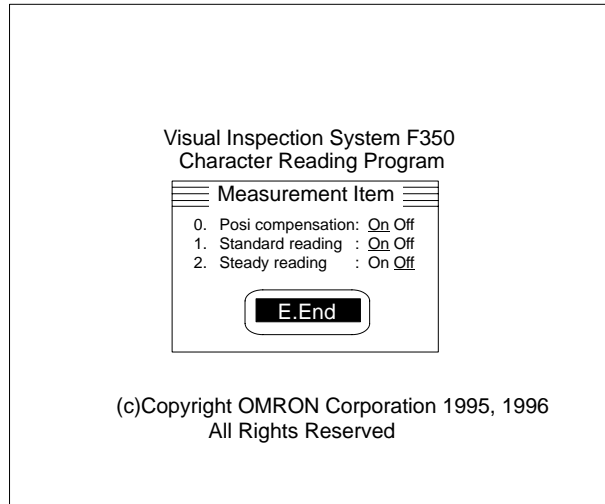 Visual Inspection System F350
Character Reading Program
Measurement Item
0. Posi compensation: On Off
1. Standard reading : On Off
2. Steady reading : On Off
E.End
(c)Copyright OMRON Corporation 1995, 1996
All Rights Reserved